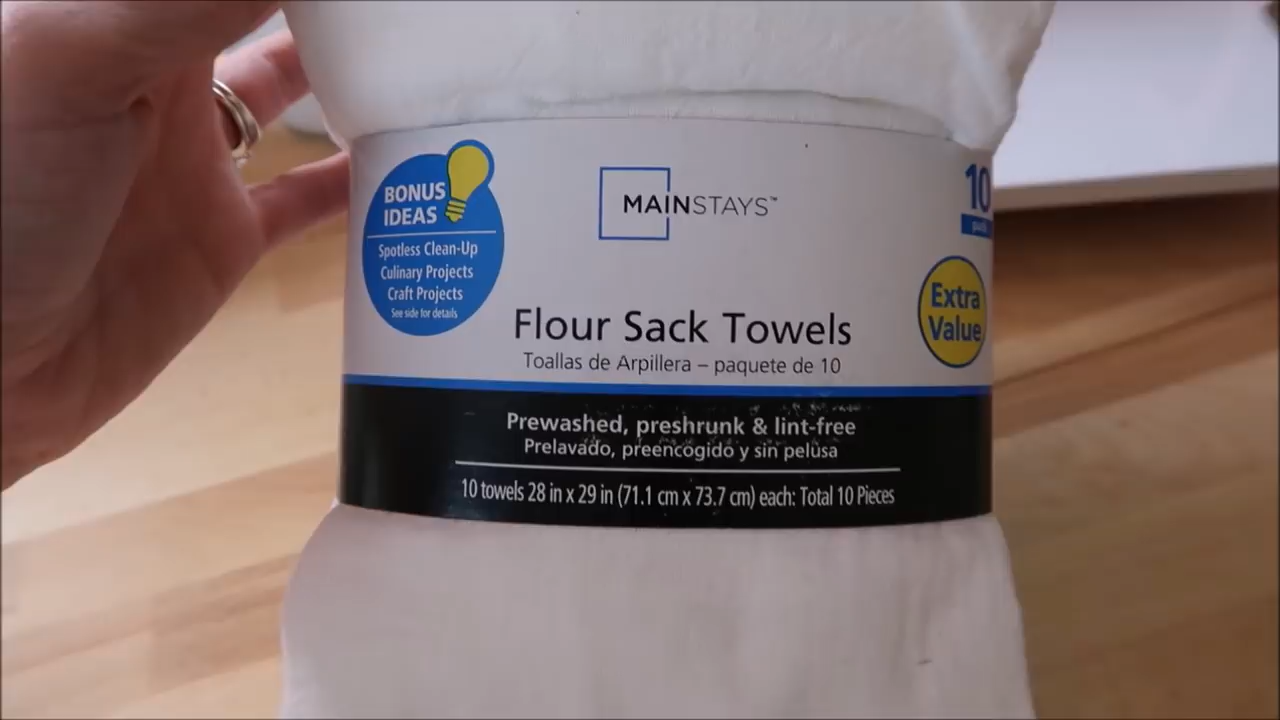 BONUS
IDEAS
Spotless Clean-Up
Culinary Projects
Craft Projects
See side for details
MAINSTAYS™
10
pack
Extra
Value
Flour Sack Towels
Toallas de Arpillera – paquete de 10
Prewashed, preshrunk & lint-free
Prelavado, preencogido y sin pelusa
10 towels 28 in x 29 in (71.1 cm x 73.7 cm) each: Total 10 Pieces